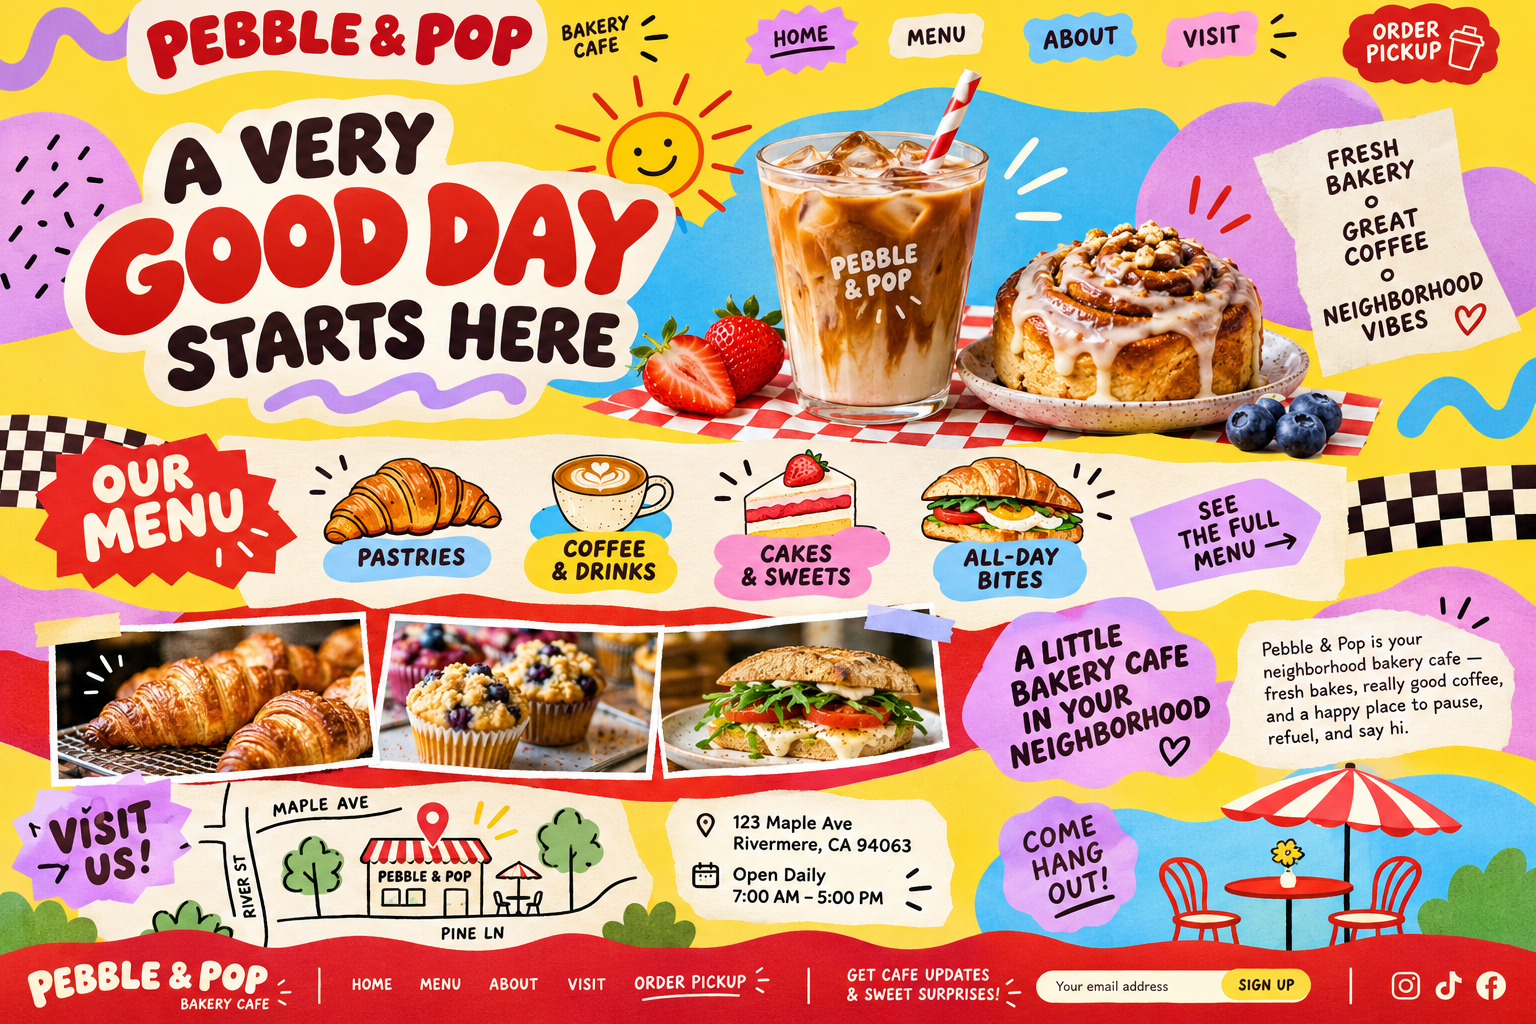 PEBBLE & POP
BAKERY
CAFE
HOME
MENU
ABOUT
VISIT
ORDER
PICKUP
A VERY
GOOD DAY
STARTS HERE
PEBBLE
& POP
FRESH
BAKERY
GREAT
COFFEE
NEIGHBORHOOD
VIBES
OUR
MENU
PASTRIES
COFFEE
& DRINKS
CAKES
& SWEETS
ALL-DAY
BITES
SEE
THE FULL
MENU →
A LITTLE
BAKERY CAFE
IN YOUR
NEIGHBORHOOD
Pebble & Pop is your
neighborhood bakery cafe —
fresh bakes, really good coffee,
and a happy place to pause,
refuel, and say hi.
VISIT
US!
MAPLE AVE
RIVER ST
PEBBLE & POP
PINE LN
123 Maple Ave
Rivermere, CA 94063
Open Daily
7:00 AM – 5:00 PM
COME
HANG
OUT!
PEBBLE & POP
BAKERY CAFE
HOME
MENU
ABOUT
VISIT
ORDER PICKUP
GET CAFE UPDATES
& SWEET SURPRISES!
Your email address
SIGN UP